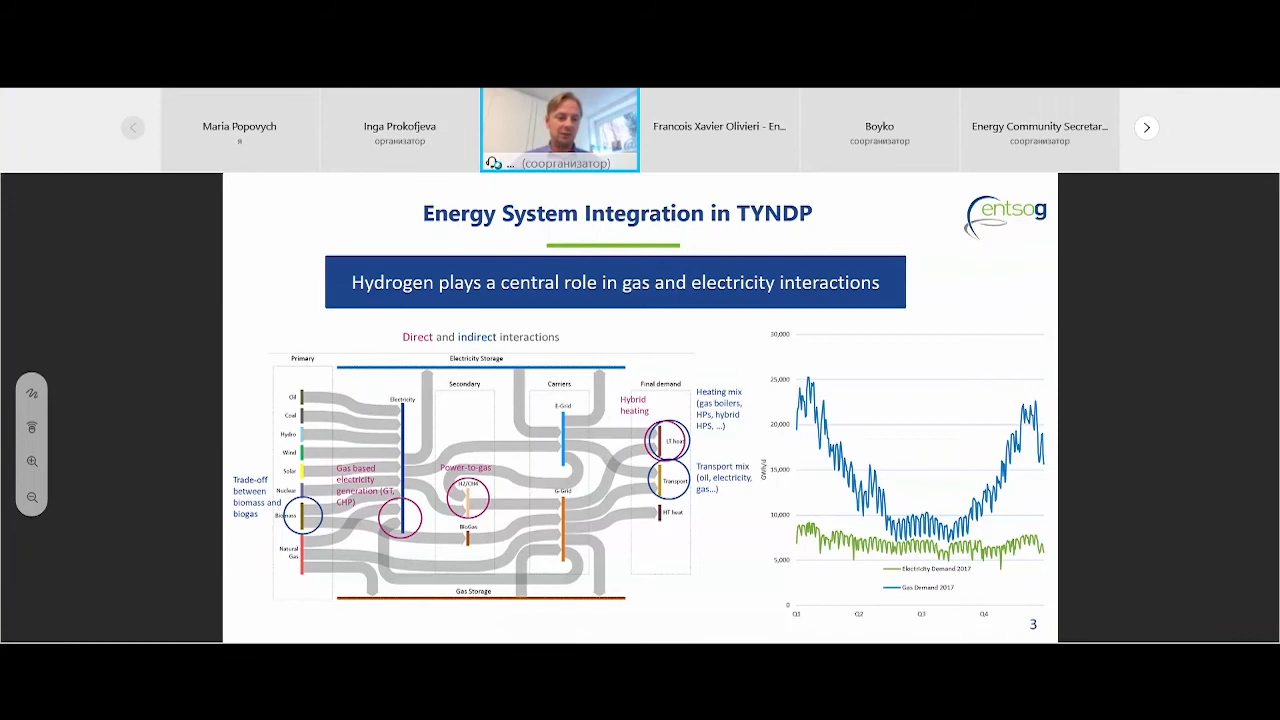 Maria Popovych
я
Inga Prokofjeva
организатор
... (соорганизатор)
Francois Xavier Olivieri - En...
Boyko
соорганизатор
Energy Community Secretar...
соорганизатор
Energy System Integration in TYNDP
entsog
Hydrogen plays a central role in gas and electricity interactions
Direct and indirect interactions
Primary
Electricity Storage
Secondary
Carriers
Final demand
Oil
Coal
Hydro
Wind
Solar
Nuclear
Biomass
Natural
Gas
Electricity
Trade-off
between
biomass and
biogas
Gas based
electricity
generation (GT,
CHP)
Power-to-gas
H2/CH4
BioGas
E-Grid
G-Grid
Hybrid
heating
LT heat
Transport
HT heat
Heating mix
(gas boilers,
HPs, hybrid
HPS, ...)
Transport mix
(oil, electricity,
gas...)
Gas Storage
30,000
25,000
20,000
15,000
10,000
5,000
0
GWh/d
Q1
Q2
Q3
Q4
Electricity Demand 2017
Gas Demand 2017
3